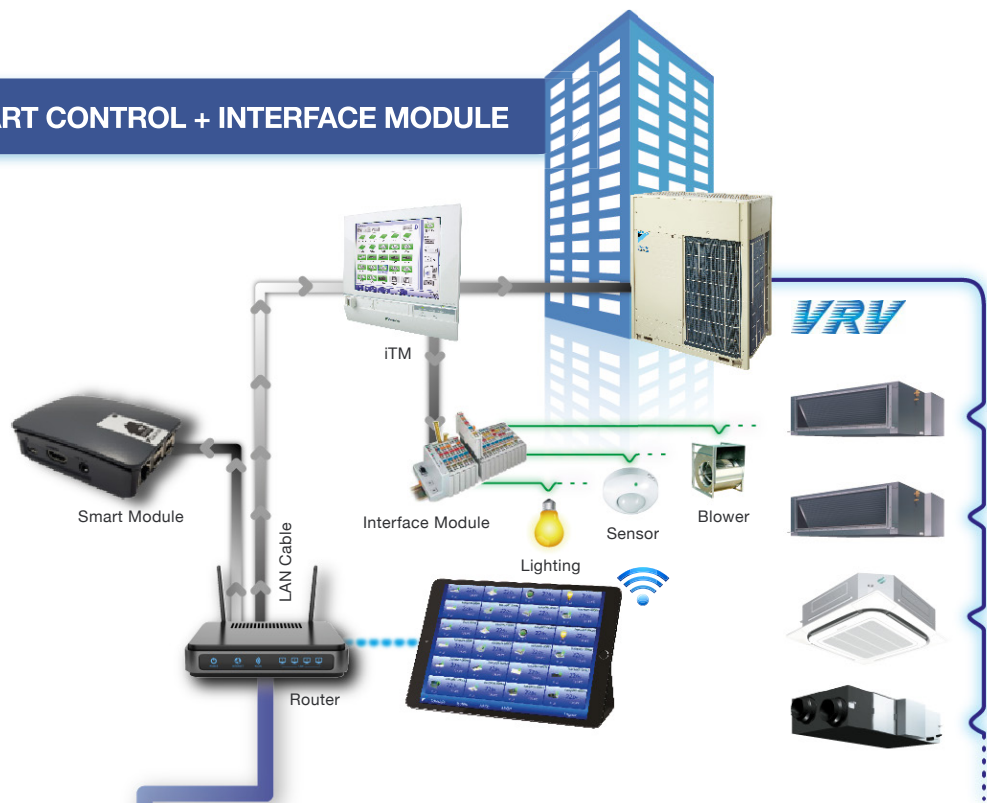 ART CONTROL + INTERFACE MODULE
iTM
VRV
Smart Module
Interface Module
Sensor
Blower
Lighting
LAN Cable
Router